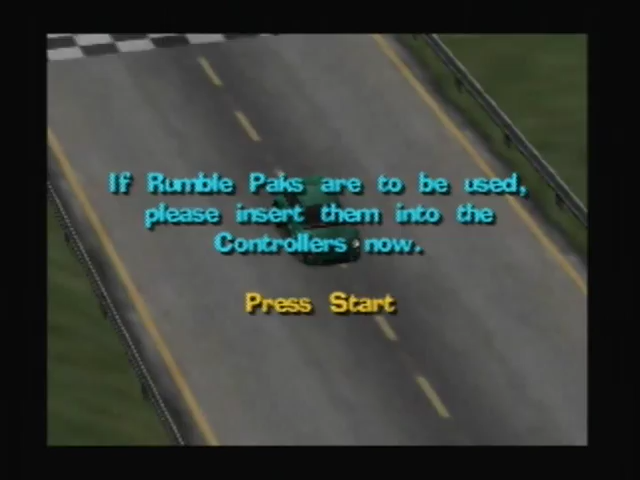 If Rumble Paks are to be used,
please insert them into the
Controllers now.
Press Start